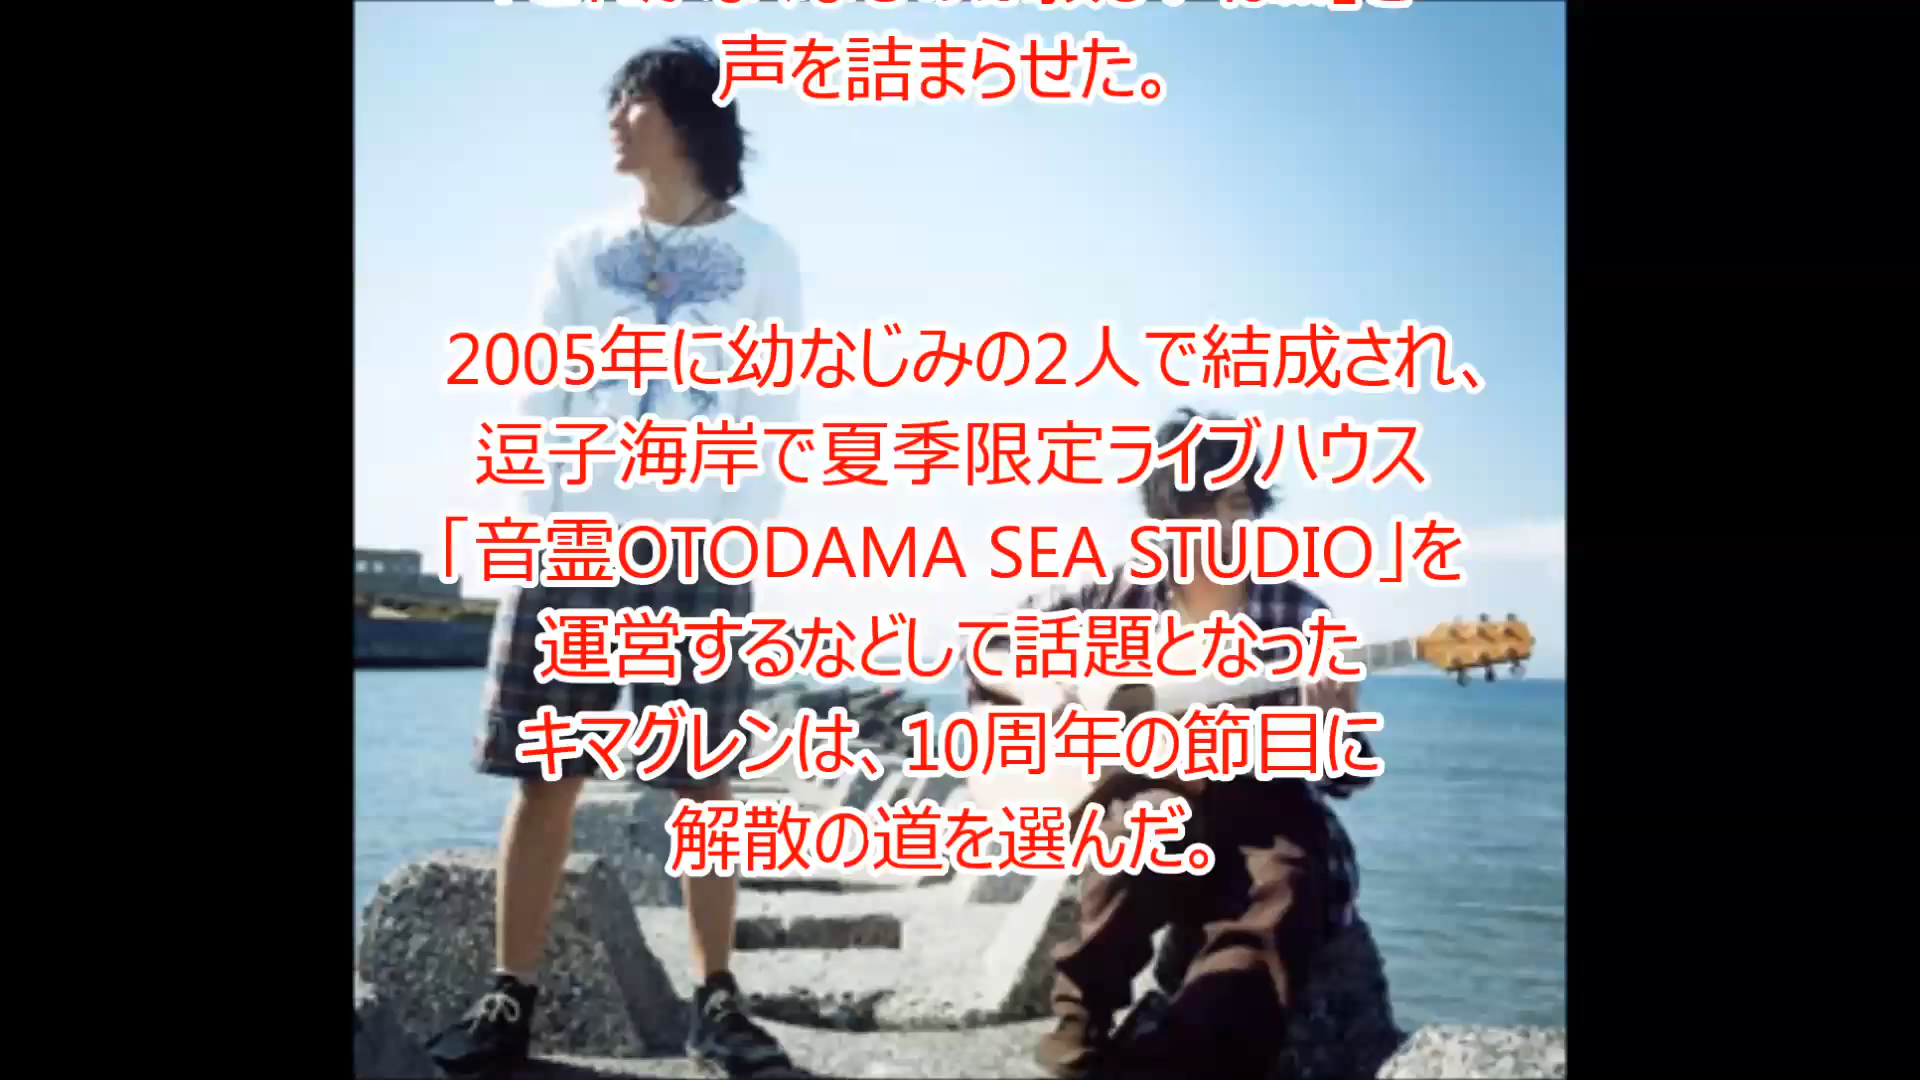 声を詰まらせた。
2005年に幼なじみの2人で結成され、
逗子海岸で夏季限定ライブハウス
「音霊OTODAMA SEA STUDIO」を
運営するなどして話題となった
キマグレンは、10周年の節目に
解散の道を選んだ。